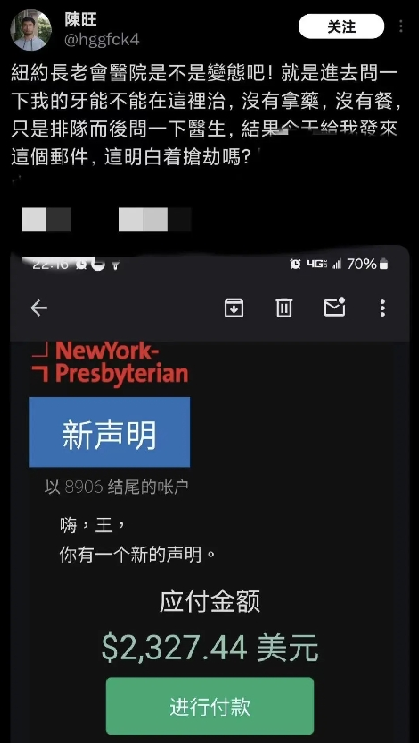 陳旺
@hggfck4
关注
紐約長老會醫院是不是變態吧！就是進去問一
下我的牙能不能在這裡治，沒有拿藥，沒有餐，
只是排隊而後問一下醫生，結果今天給我發來
這個郵件，這明白着搶劫嗎？
22:16
4G
70%
NewYork-
Presbyterian
新声明
以 8905 结尾的帐户
嗨，王，
你有一个新的声明。
应付金额
$2,327.44 美元
进行付款